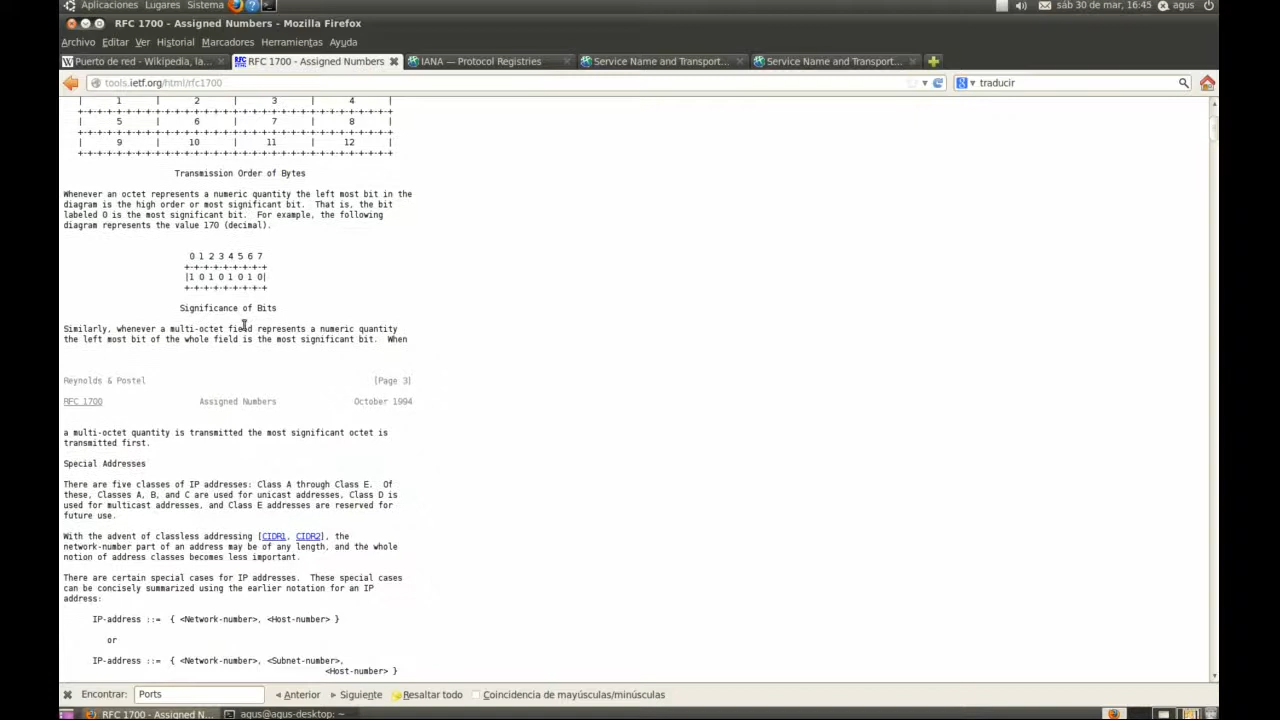 Aplicaciones Lugares Sistema sáb 30 de mar, 16:45 agus
RFC 1700 - Assigned Numbers - Mozilla Firefox
Archivo Editar Ver Historial Marcadores Herramientas Ayuda
Puerto de red - Wikipedia, la... RFC 1700 - Assigned Numbers IANA — Protocol Registries Service Name and Transport... Service Name and Transport...
tools.ietf.org/html/rfc1700 traducir
| 1 | 2 | 3 | 4 |
+-+-+-+-+-+-+-+-+-+-+-+-+-+-+-+-+-+-+-+-+-+-+-+-+-+-+-+-+-+-+-+-+
| 5 | 6 | 7 | 8 |
+-+-+-+-+-+-+-+-+-+-+-+-+-+-+-+-+-+-+-+-+-+-+-+-+-+-+-+-+-+-+-+-+
| 9 | 10 | 11 | 12 |
+-+-+-+-+-+-+-+-+-+-+-+-+-+-+-+-+-+-+-+-+-+-+-+-+-+-+-+-+-+-+-+-+
Transmission Order of Bytes
Whenever an octet represents a numeric quantity the left most bit in the
diagram is the high order or most significant bit. That is, the bit
labeled 0 is the most significant bit. For example, the following
diagram represents the value 170 (decimal).
0 1 2 3 4 5 6 7
+-+-+-+-+-+-+-+-+
|1 0 1 0 1 0 1 0|
+-+-+-+-+-+-+-+-+
Significance of Bits
Similarly, whenever a multi-octet field represents a numeric quantity
the left most bit of the whole field is the most significant bit. When
Reynolds & Postel [Page 3]
RFC 1700 Assigned Numbers October 1994
a multi-octet quantity is transmitted the most significant octet is
transmitted first.
Special Addresses
There are five classes of IP addresses: Class A through Class E. Of
these, Classes A, B, and C are used for unicast addresses, Class D is
used for multicast addresses, and Class E addresses are reserved for
future use.
With the advent of classless addressing [CIDR1, CIDR2], the
network-number part of an address may be of any length, and the whole
notion of address classes becomes less important.
There are certain special cases for IP addresses. These special cases
can be concisely summarized using the earlier notation for an IP
address:
IP-address ::= { <Network-number>, <Host-number> }
or
IP-address ::= { <Network-number>, <Subnet-number>,
<Host-number> }
Encontrar: Ports Anterior Siguiente Resaltar todo Coincidencia de mayúsculas/minúsculas
RFC 1700 - Assigned N... agus@agus-desktop: ~